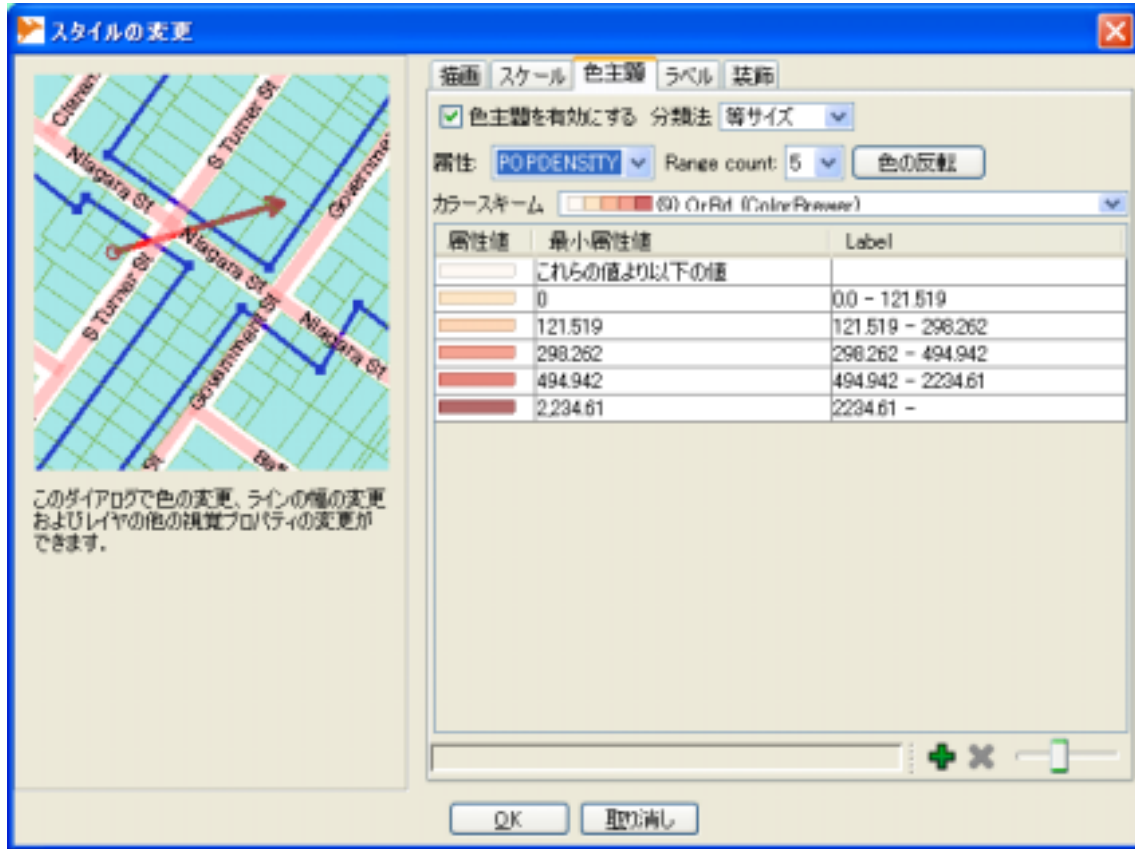 スタイルの変更
Niagara St
S Turner St
Niagara St
Niagara St
S Turner St
Government St
St
このダイアログで色の変更、ラインの幅の変更
およびレイヤの他の視覚プロパティの変更が
できます。
描画 スケール 色主題 ラベル 装飾
色主題を有効にする 分類法 等サイズ
属性: POPDENSITY Range count: 5 色の反転
カラースキーム (9) OrRd (ColorBrewer)
属性値 最小属性値 Label
これらの値より以下の値
0 0.0 - 121.519
121.519 121.519 - 298.262
298.262 298.262 - 494.942
494.942 494.942 - 2234.61
2,234.61 2234.61 -
OK 取り消し